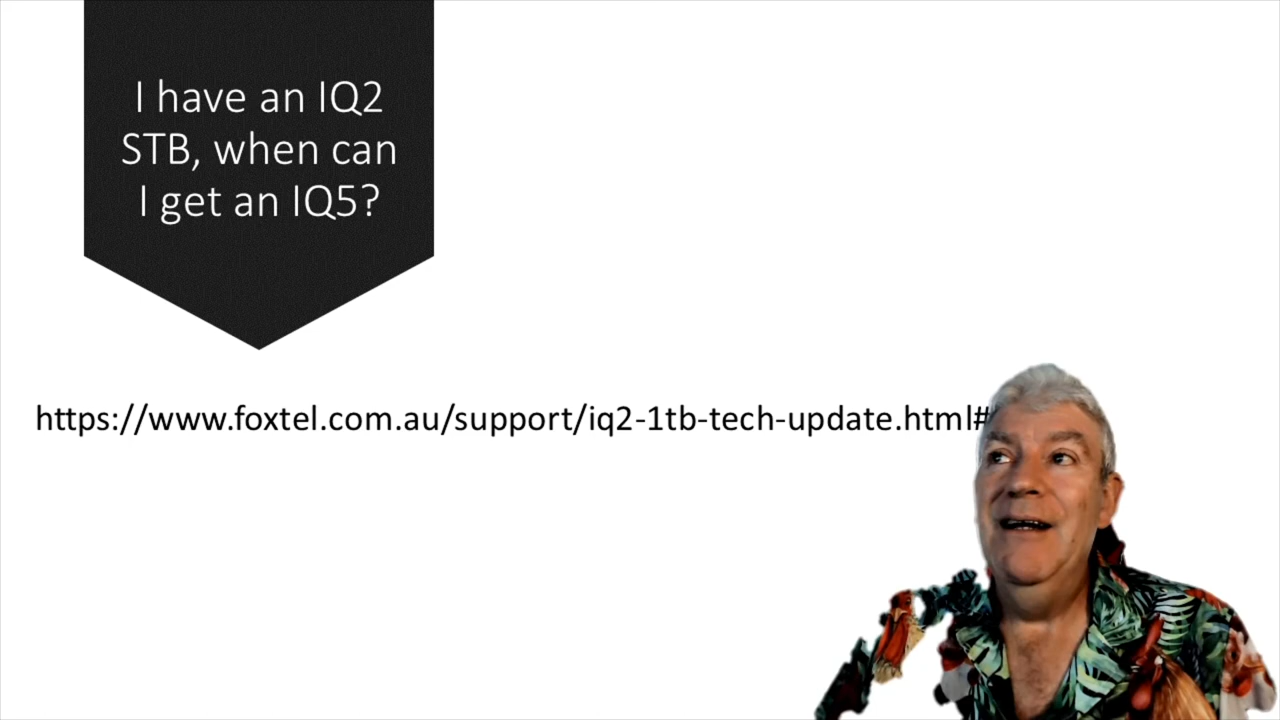 I have an IQ2
STB, when can
I get an IQ5?
https://www.foxtel.com.au/support/iq2-1tb-tech-update.html#